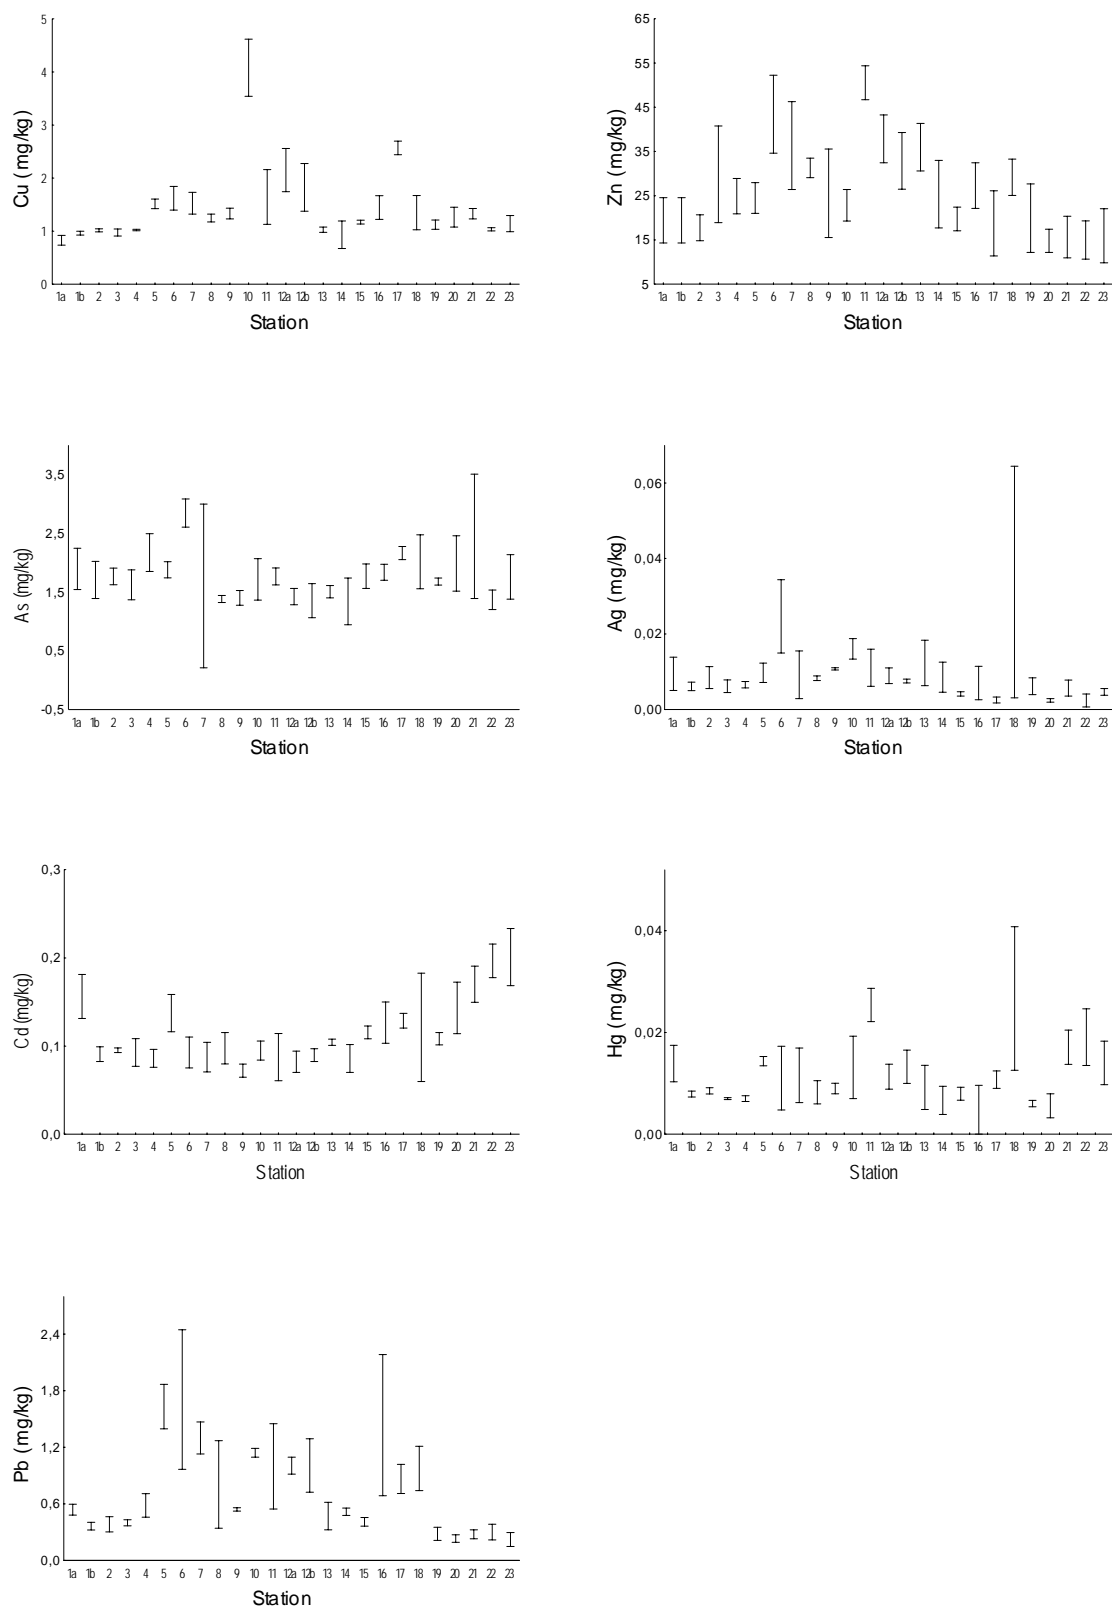 Cu (mg/kg)
5
4
3
2
1
0
1a 1b 2 3 4 5 6 7 8 9 10 11 12a 12b 13 14 15 16 17 18 19 20 21 22 23
Station
Zn (mg/kg)
65
55
45
35
25
15
5
1a 1b 2 3 4 5 6 7 8 9 10 11 12a 12b 13 14 15 16 17 18 19 20 21 22 23
Station
As (mg/kg)
3,5
2,5
1,5
0,5
-0,5
1a 1b 2 3 4 5 6 7 8 9 10 11 12a 12b 13 14 15 16 17 18 19 20 21 22 23
Station
Ag (mg/kg)
0,06
0,04
0,02
0,00
1a 1b 2 3 4 5 6 7 8 9 10 11 12a 12b 13 14 15 16 17 18 19 20 21 22 23
Station
Cd (mg/kg)
0,3
0,2
0,1
0,0
1a 1b 2 3 4 5 6 7 8 9 10 11 12a 12b 13 14 15 16 17 18 19 20 21 22 23
Station
Hg (mg/kg)
0,04
0,02
0,00
1a 1b 2 3 4 5 6 7 8 9 10 11 12a 12b 13 14 15 16 17 18 19 20 21 22 23
Station
Pb (mg/kg)
2,4
1,8
1,2
0,6
0,0
1a 1b 2 3 4 5 6 7 8 9 10 11 12a 12b 13 14 15 16 17 18 19 20 21 22 23
Station